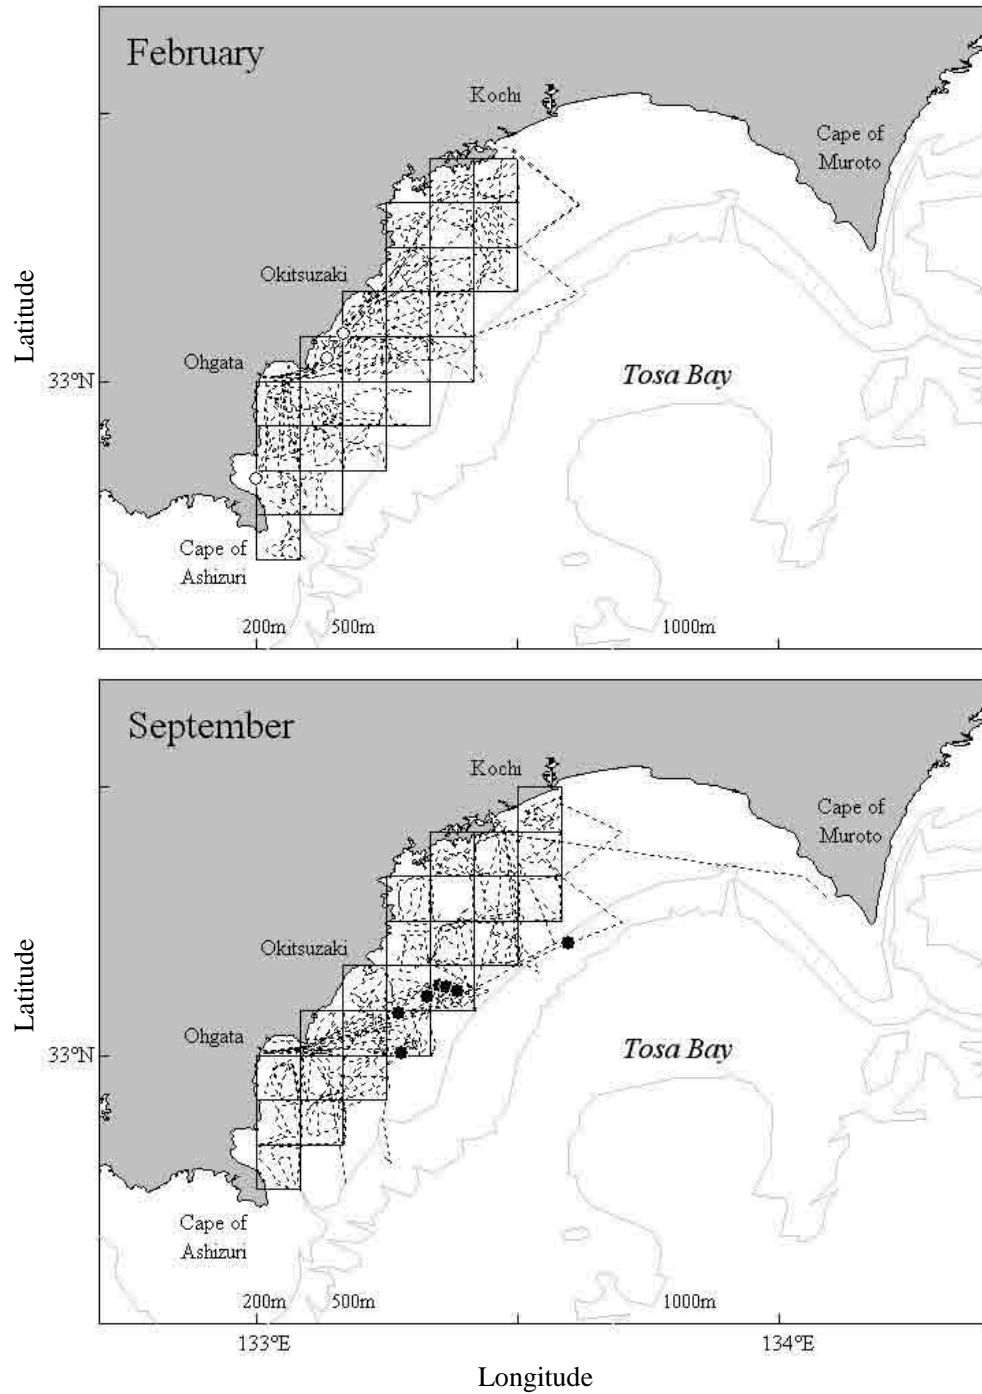 February
Kochi
Cape of
Muroto
Okitsuzaki
Latitude
Ohgata
33°N
Tosa Bay
Cape of
Ashizuri
200m 500m 1000m
September
Kochi
Cape of
Muroto
Okitsuzaki
Latitude
Ohgata
33°N
Tosa Bay
Cape of
Ashizuri
200m 500m 1000m
133°E 134°E
Longitude